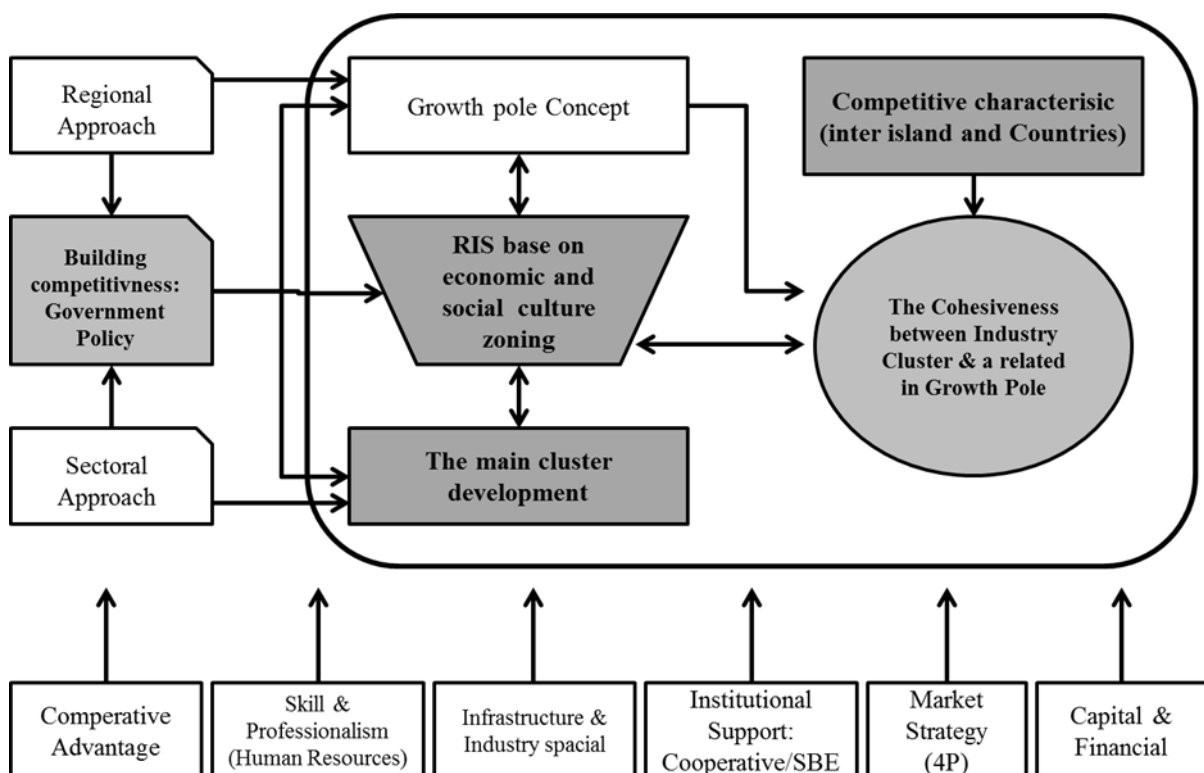 Regional
Approach
Growth pole Concept
Competitive characterisic
(inter island and Countries)
Building
competitivness:
Government
Policy
RIS base on
economic and
social culture
zoning
The Cohesiveness
between Industry
Cluster & a related
in Growth Pole
Sectoral
Approach
The main cluster
development
Comperative
Advantage
Skill &
Professionalism
(Human Resources)
Infrastructure &
Industry spacial
Institutional
Support:
Cooperative/SBE
Market
Strategy
(4P)
Capital &
Financial